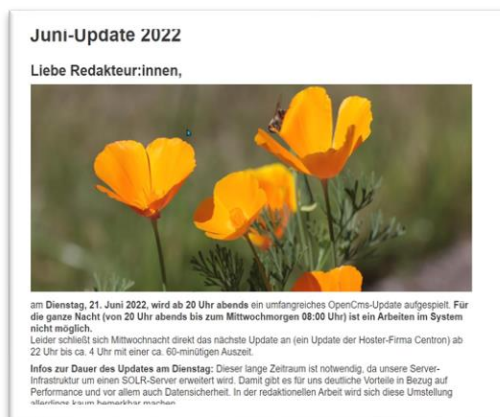 Juni-Update 2022
Liebe Redakteur:innen,
am Dienstag, 21. Juni 2022, wird ab 20 Uhr abends ein umfangreiches OpenCms-Update aufgespielt. Für
die ganze Nacht (von 20 Uhr abends bis zum Mittwochmorgen 08:00 Uhr) ist ein Arbeiten im System
nicht möglich.
Leider schließt sich Mittwochnacht direkt das nächste Update an (ein Update der Hoster-Firma Centron) ab
22 Uhr bis ca. 4 Uhr mit einer ca. 60-minütigen Auszeit.
Infos zur Dauer des Updates am Dienstag: Dieser lange Zeitraum ist notwendig, da unsere Server-
Infrastruktur um einen SOLR-Server erweitert wird. Damit gibt es für uns deutliche Vorteile in Bezug auf
Performance und vor allem auch Datensicherheit. In der redaktionellen Arbeit wird sich diese Umstellung
allerdings kaum bemerkbar machen.